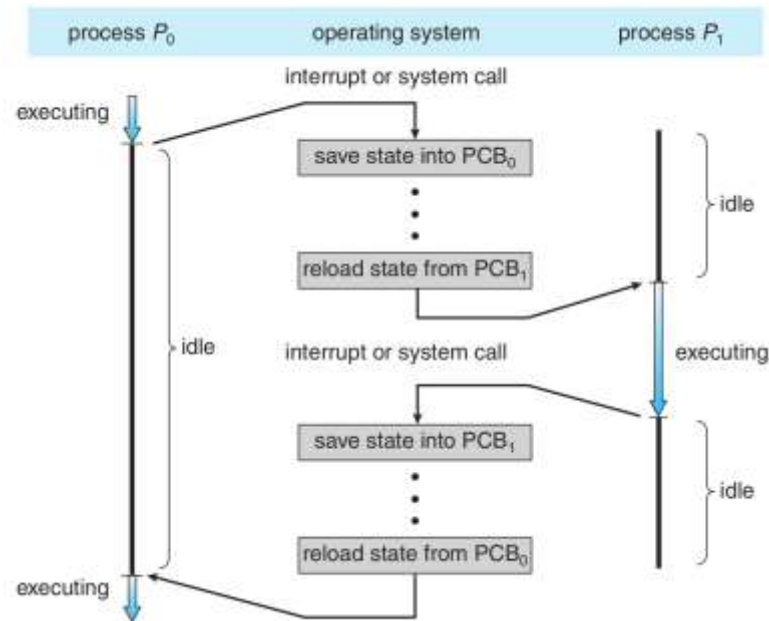 process P₀ operating system process P₁
interrupt or system call
executing
save state into PCB₀
idle
reload state from PCB₁
idle
interrupt or system call
executing
save state into PCB₁
idle
reload state from PCB₀
executing